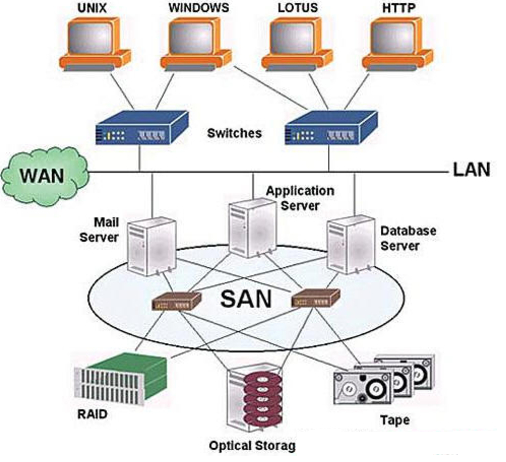 UNIX
WINDOWS
LOTUS
HTTP
Switches
WAN
LAN
Application
Server
Mail
Server
Database
Server
SAN
RAID
Tape
Optical Storag